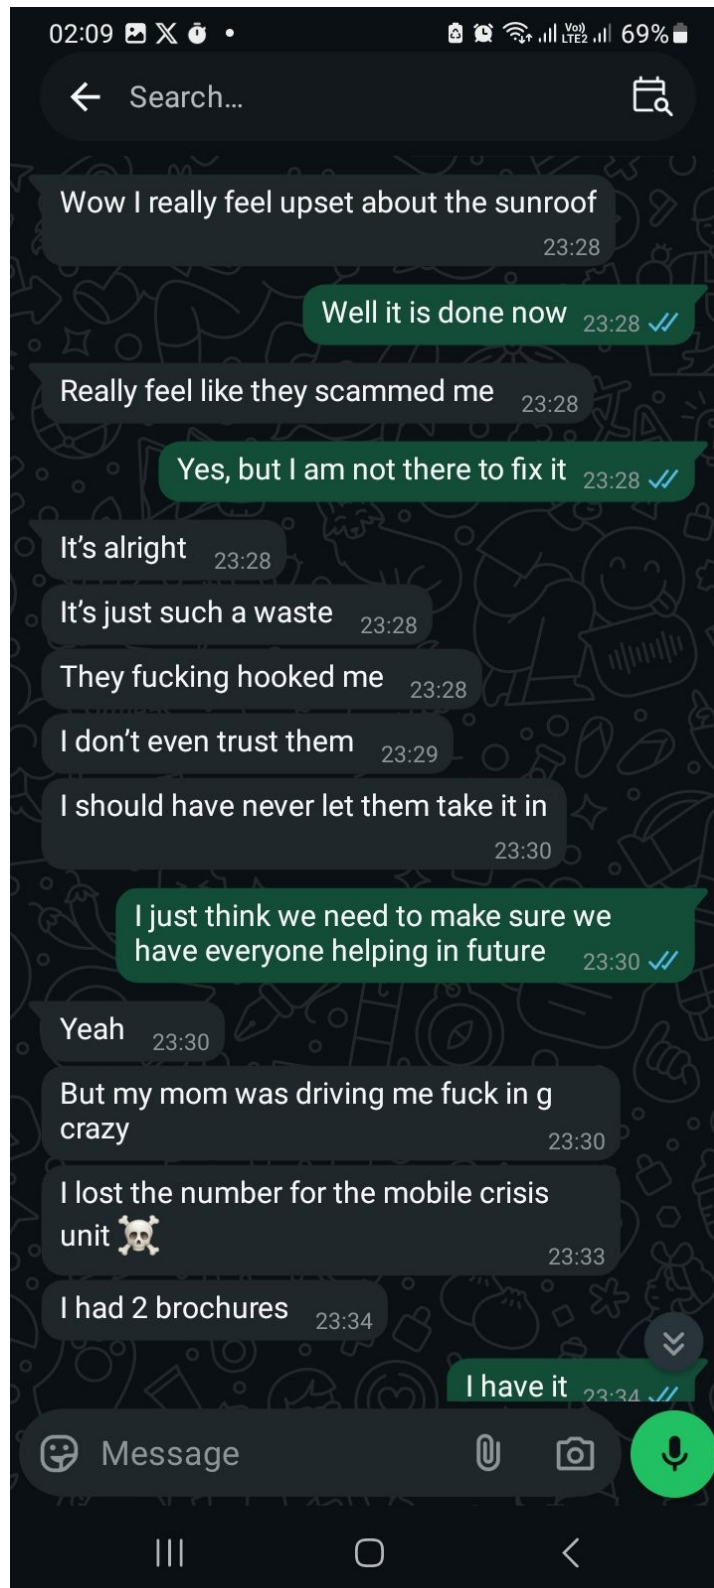 02:09
Vo))
LTE2
69%
Search...
Wow I really feel upset about the sunroof
23:28
Well it is done now 23:28
Really feel like they scammed me 23:28
Yes, but I am not there to fix it 23:28
It's alright 23:28
It's just such a waste 23:28
They fucking hooked me 23:28
I don't even trust them 23:29
I should have never let them take it in
23:30
I just think we need to make sure we
have everyone helping in future 23:30
Yeah 23:30
But my mom was driving me fuck in g
crazy
23:30
I lost the number for the mobile crisis
unit ☠️
23:33
I had 2 brochures 23:34
I have it 23:34
Message